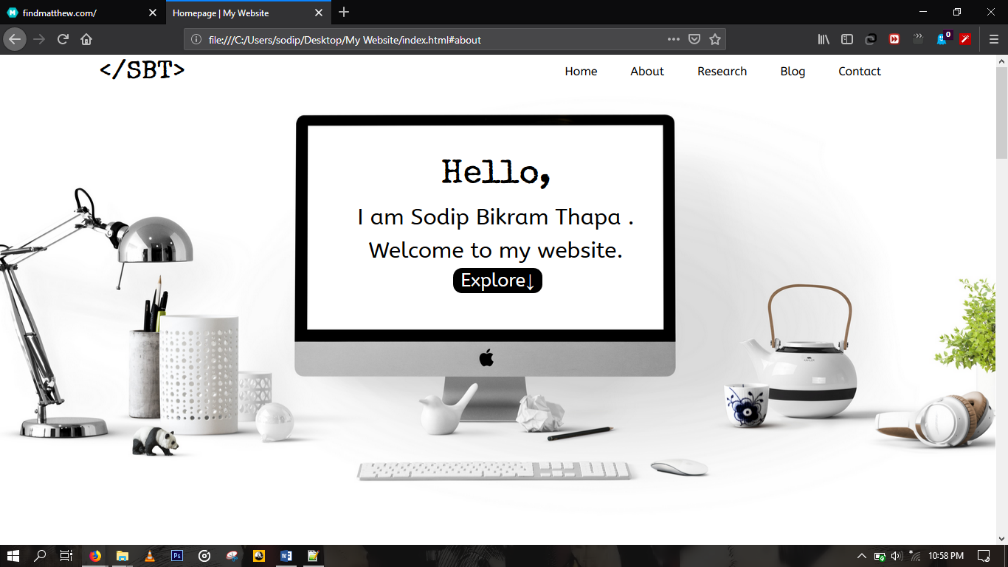 findmatthew.com/
Homepage | My Website
file:///C:/Users/sodip/Desktop/My Website/index.html#about
</SBT>
Home About Research Blog Contact
Hello,
I am Sodip Bikram Thapa .
Welcome to my website.
Explore↓
10:58 PM